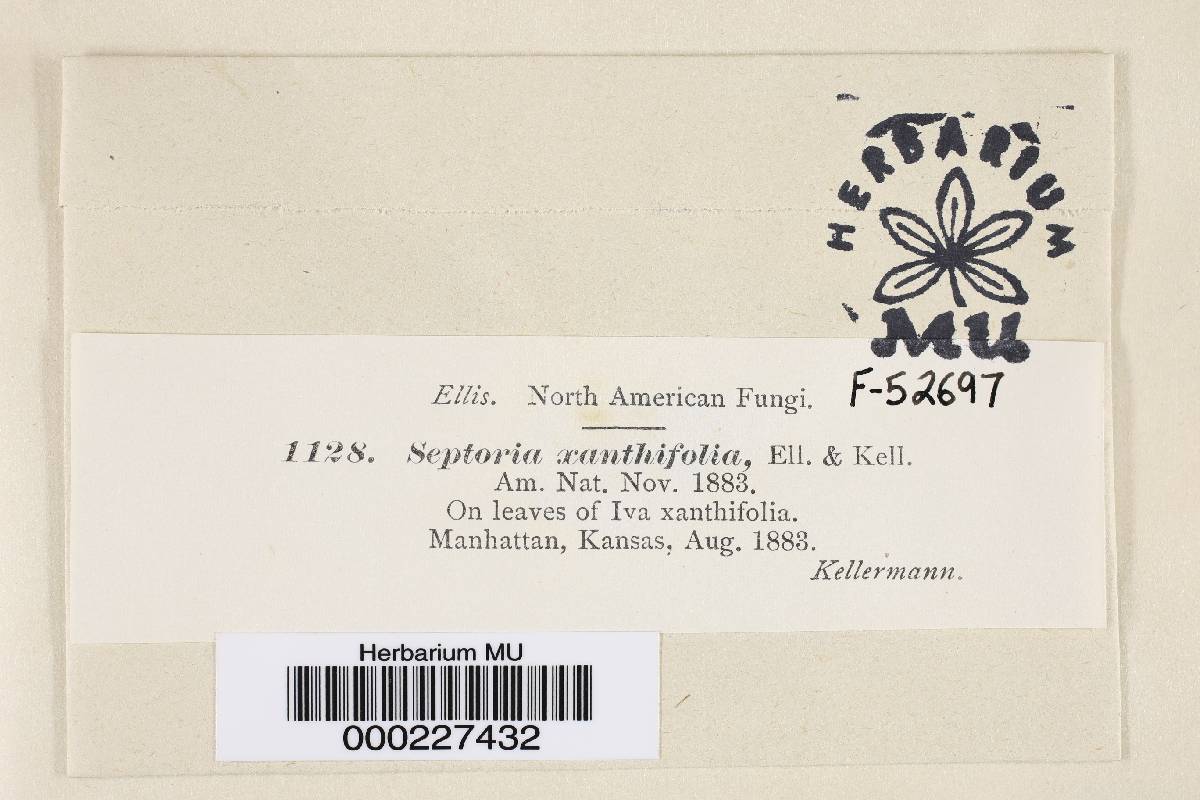 HERBARIUM
MU
F-52697
Ellis. North American Fungi.
1128. Septoria xanthifolia, Ell. & Kell.
Am. Nat. Nov. 1883.
On leaves of Iva xanthifolia.
Manhattan, Kansas, Aug. 1883.
Kellermann.
Herbarium MU
000227432